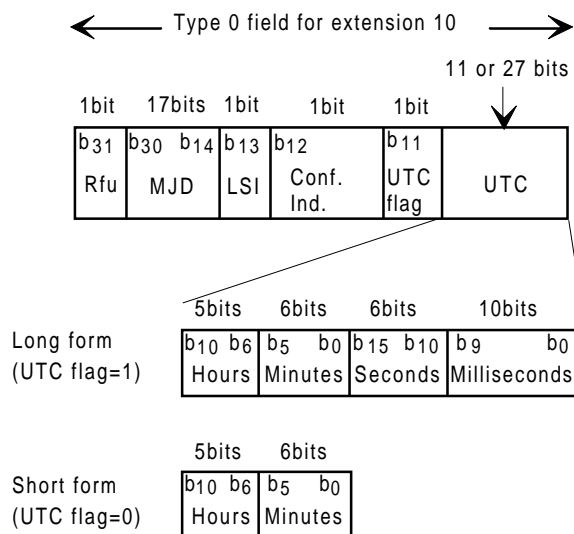 Type 0 field for extension 10
11 or 27 bits
1bit 17bits 1bit 1bit 1bit
b31 b30 b14 b13 b12 b11
Rfu MJD LSI Conf. Ind. UTC flag UTC
5bits 6bits 6bits 10bits
Long form
(UTC flag=1)
b10 b6 b5 b0 b15 b10 b9 b0
Hours Minutes Seconds Milliseconds
5bits 6bits
Short form
(UTC flag=0)
b10 b6 b5 b0
Hours Minutes